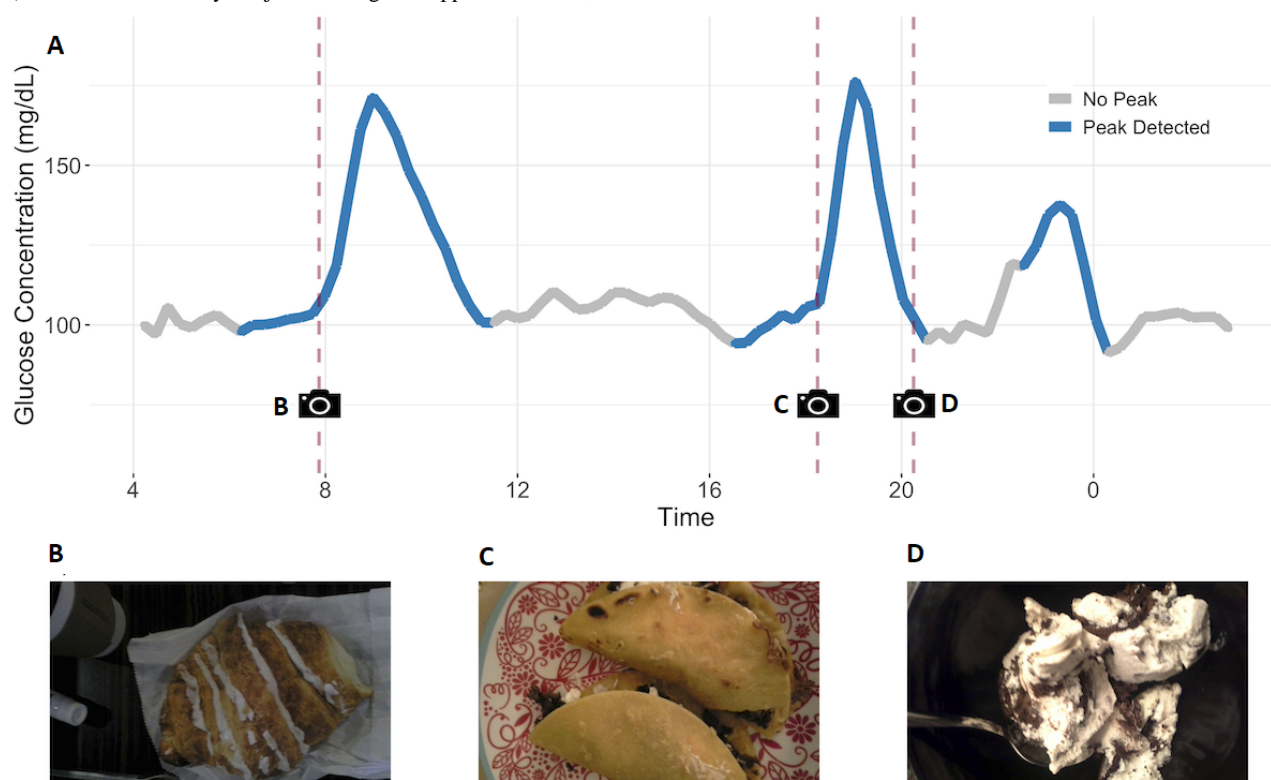 A
Glucose Concentration (mg/dL)
150
100
No Peak
Peak Detected
B
C
D
4 8 12 16 20 0
Time
B
C
D